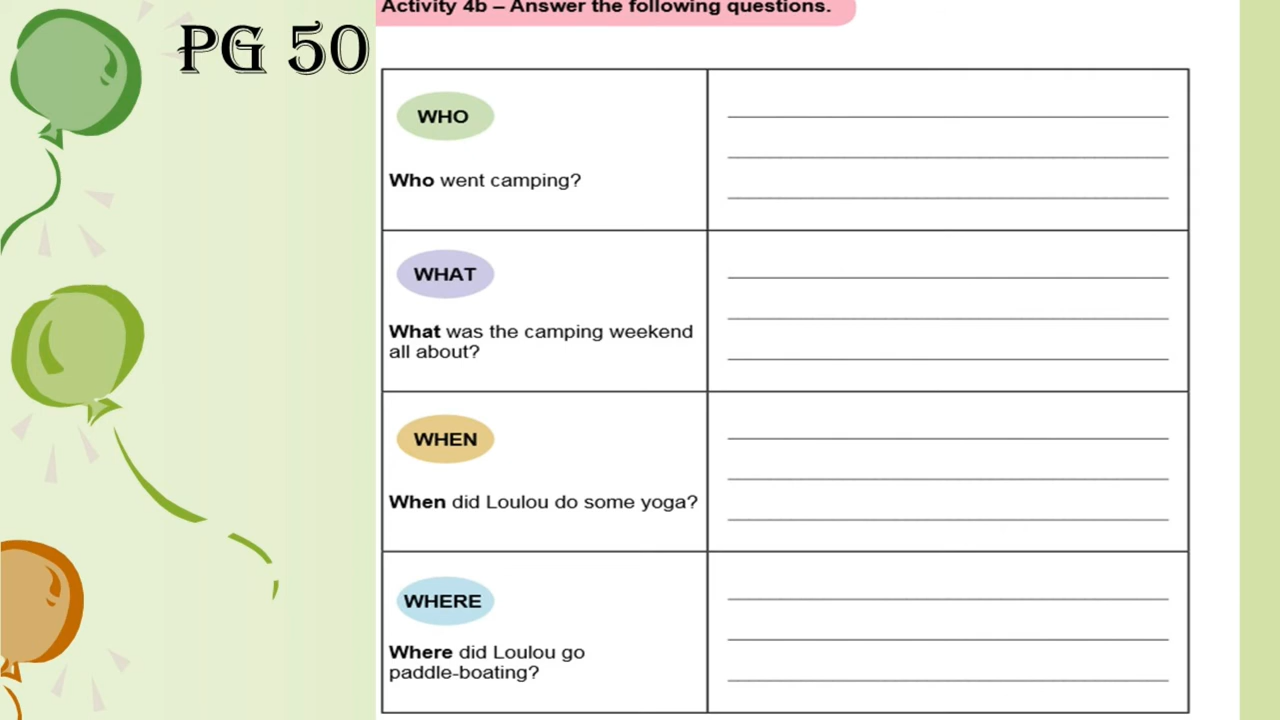 PG 50
Activity 4b – Answer the following questions.
WHO
Who went camping?
WHAT
What was the camping weekend
all about?
WHEN
When did Loulou do some yoga?
WHERE
Where did Loulou go
paddle-boating?